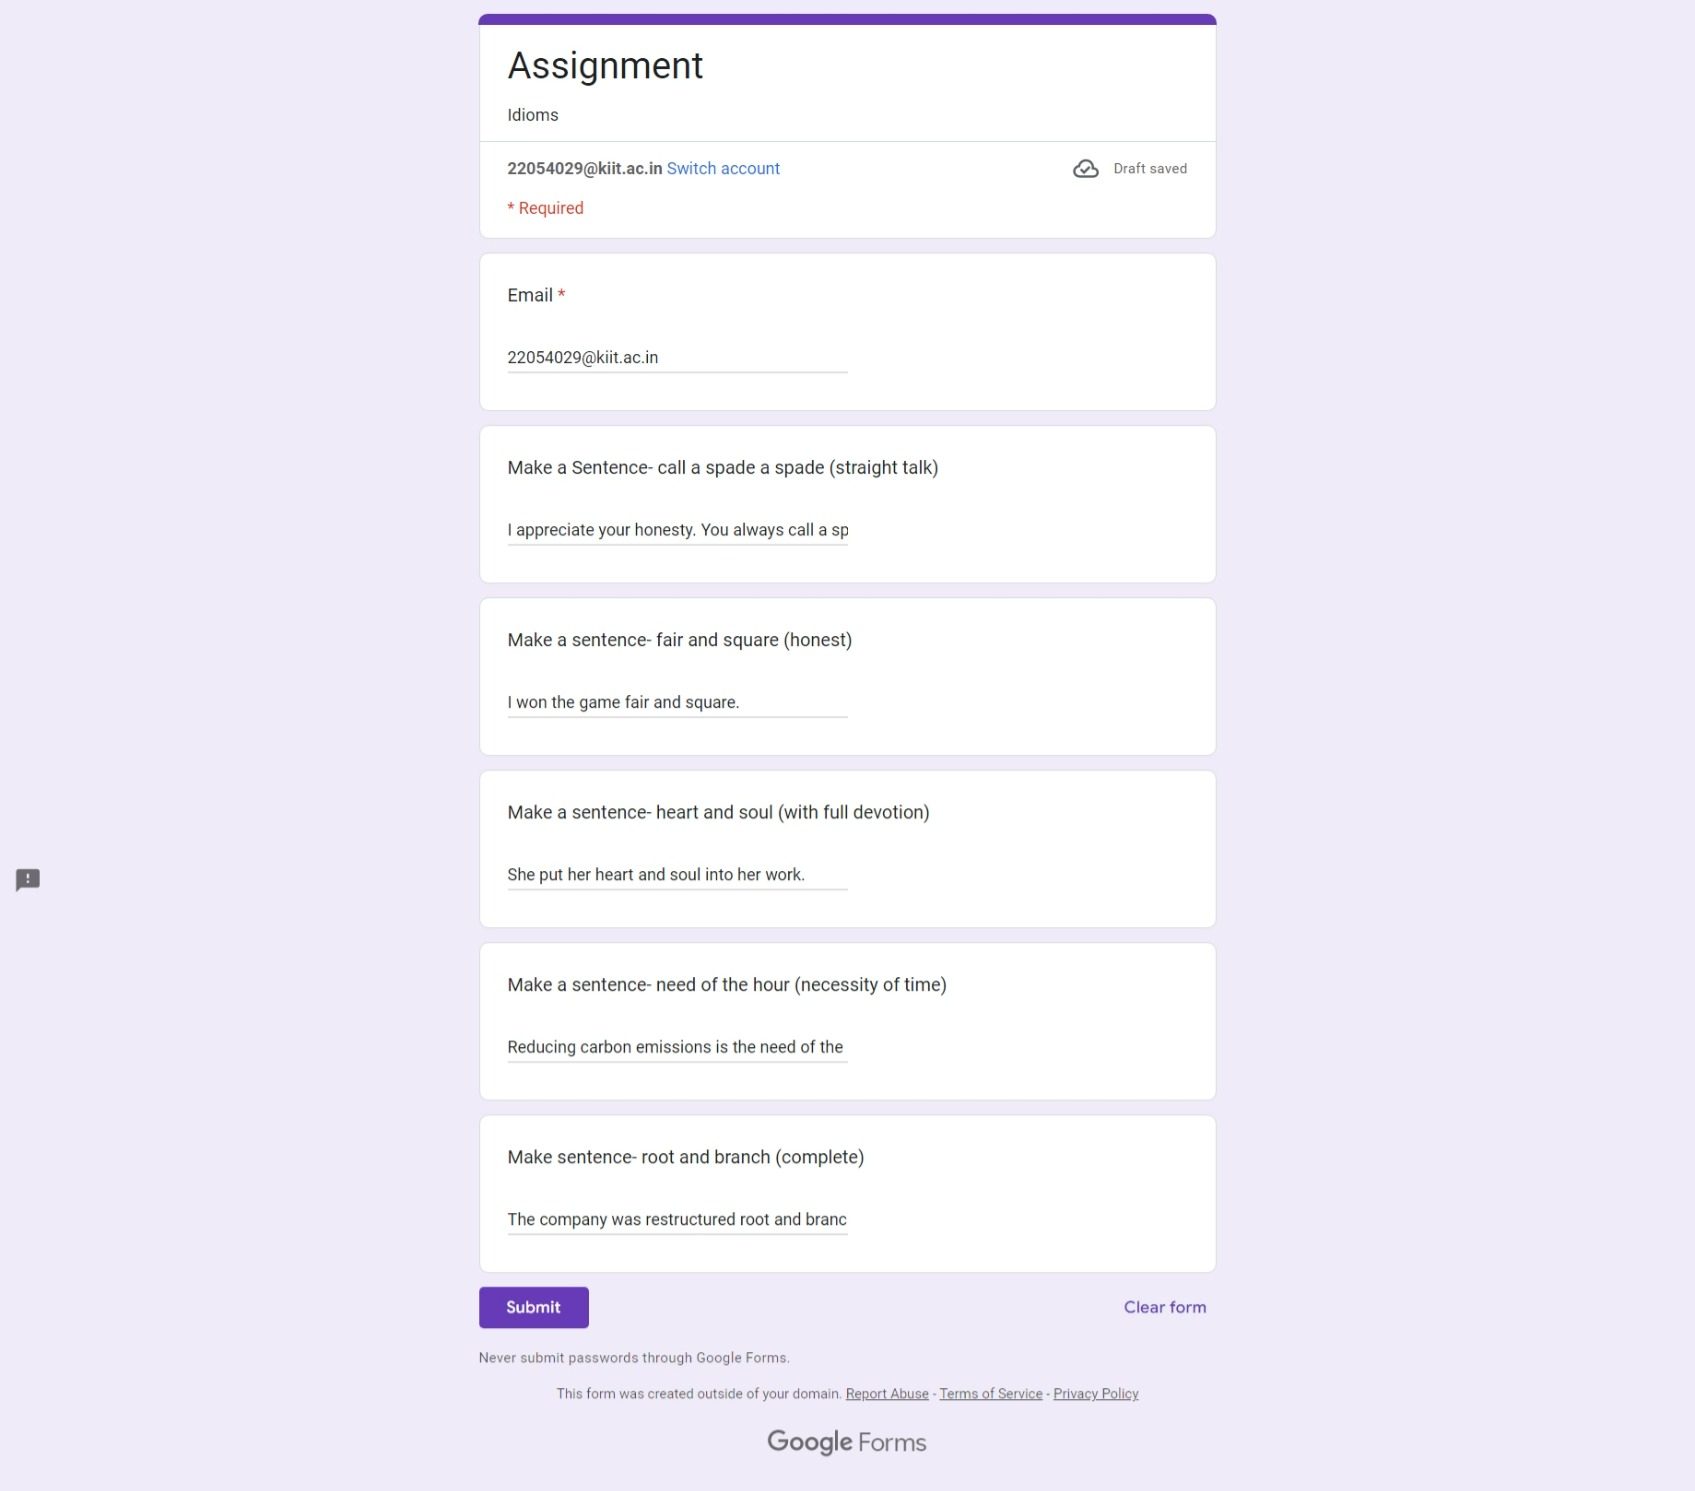 Assignment
Idioms
22054029@kiit.ac.in Switch account
Draft saved
* Required
Email *
22054029@kiit.ac.in
Make a Sentence- call a spade a spade (straight talk)
I appreciate your honesty. You always call a sp
Make a sentence- fair and square (honest)
I won the game fair and square.
Make a sentence- heart and soul (with full devotion)
She put her heart and soul into her work.
Make a sentence- need of the hour (necessity of time)
Reducing carbon emissions is the need of the
Make sentence- root and branch (complete)
The company was restructured root and branc
Submit
Clear form
Never submit passwords through Google Forms.
This form was created outside of your domain. Report Abuse - Terms of Service - Privacy Policy
Google Forms